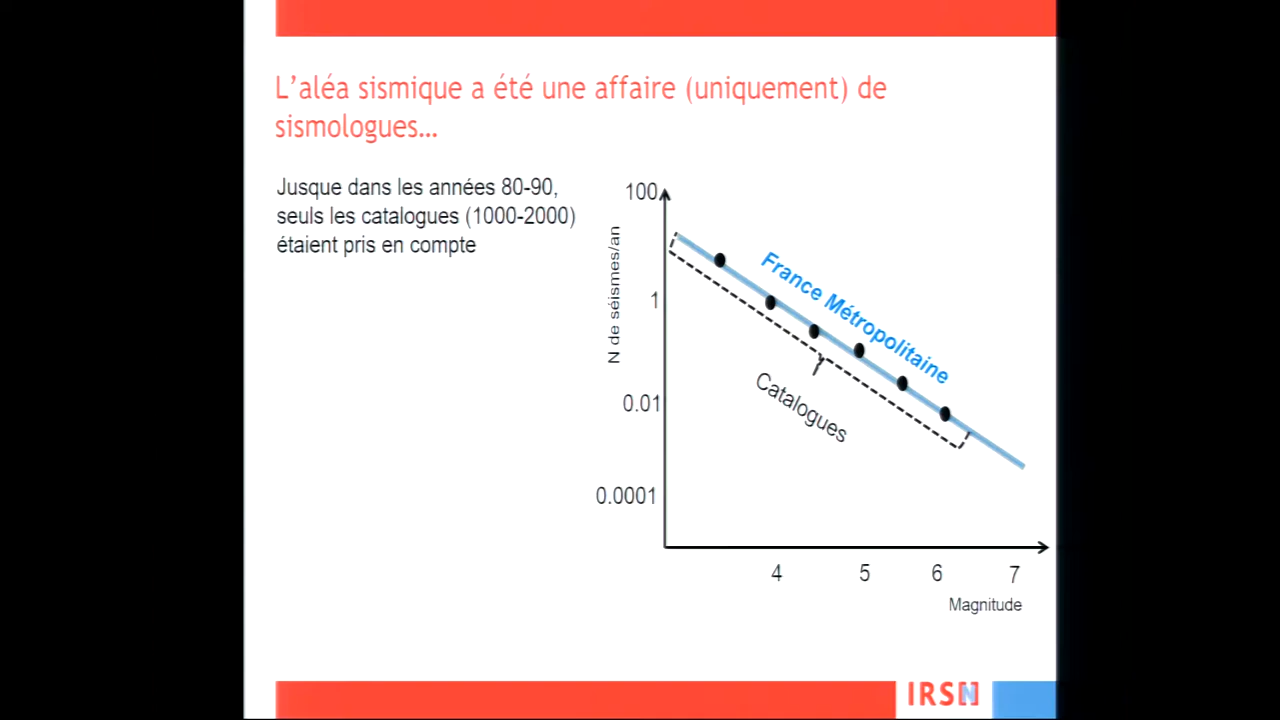 L'aléa sismique a été une affaire (uniquement) de
sismologues...
Jusque dans les années 80-90,
seuls les catalogues (1000-2000)
étaient pris en compte
100
1
0.01
0.0001
N de séismes/an
France Métropolitaine
Catalogues
4 5 6 7
Magnitude
IRSN